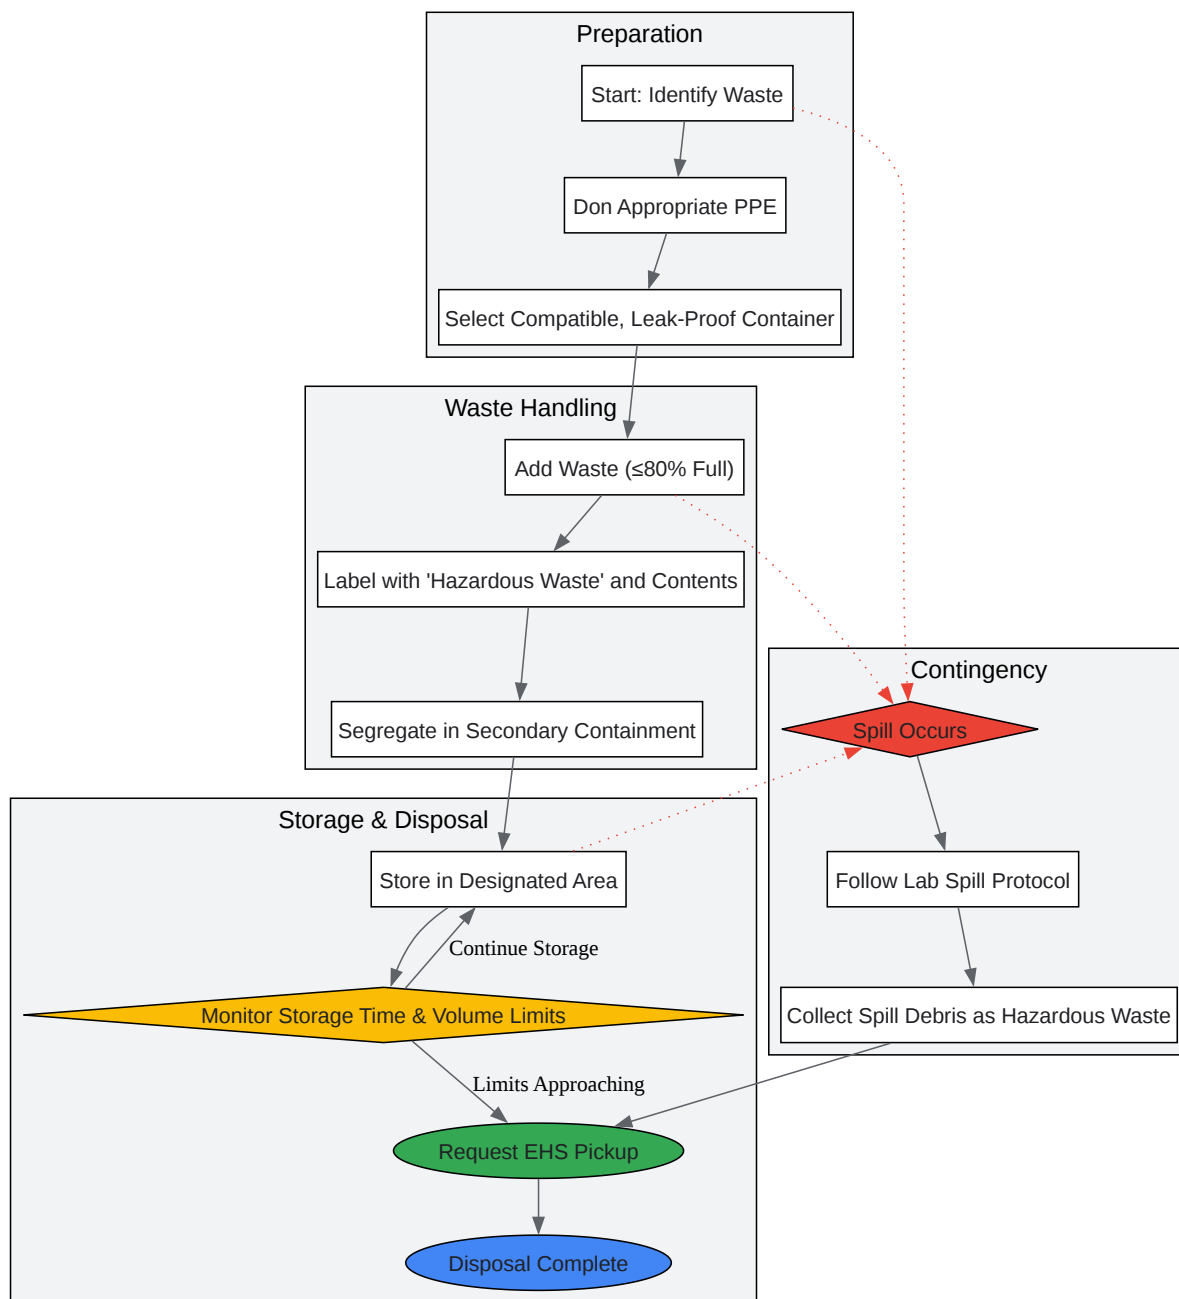 Preparation
Start: Identify Waste
Don Appropriate PPE
Select Compatible, Leak-Proof Container
Waste Handling
Add Waste (≤80% Full)
Label with 'Hazardous Waste' and Contents
Segregate in Secondary Containment
Contingency
Spill Occurs
Follow Lab Spill Protocol
Collect Spill Debris as Hazardous Waste
Storage & Disposal
Store in Designated Area
Continue Storage
Monitor Storage Time & Volume Limits
Limits Approaching
Request EHS Pickup
Disposal Complete